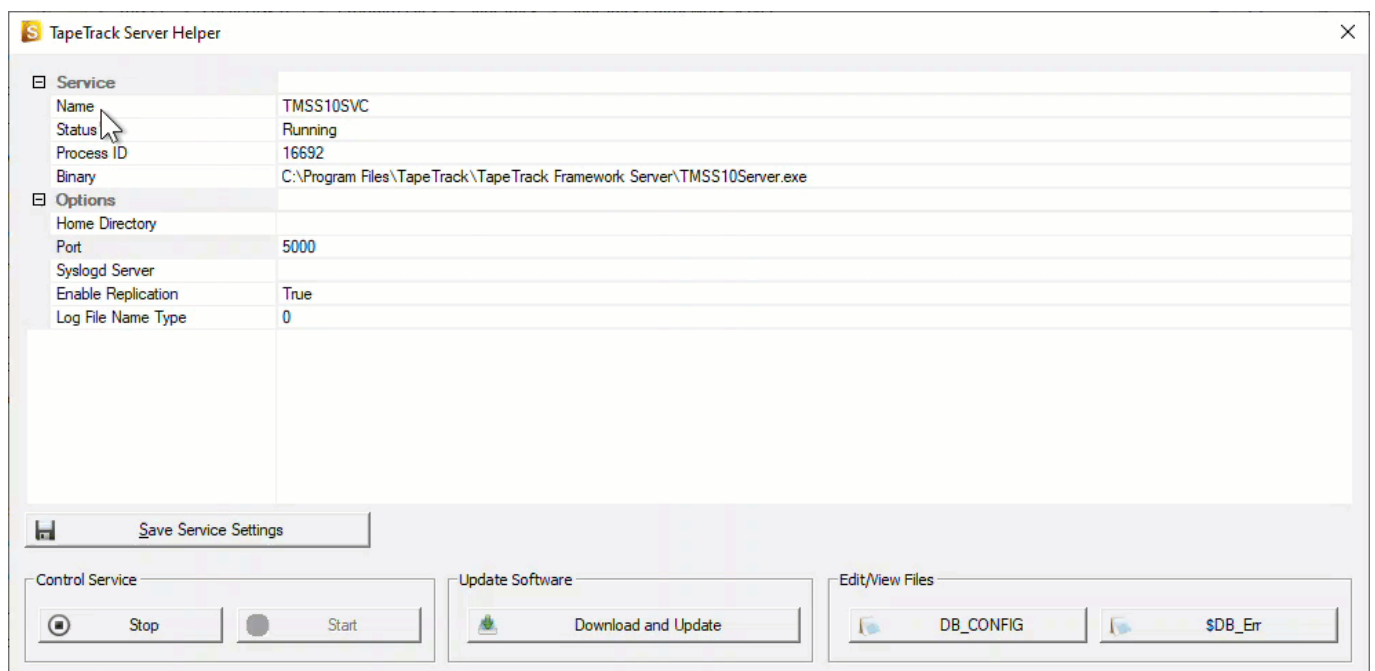 TapeTrack Server Helper
Service
Name TMSS10SVC
Status Running
Process ID 16692
Binary C:\Program Files\TapeTrack\TapeTrack Framework Server\TMSS10Server.exe
Options
Home Directory
Port 5000
Syslogd Server
Enable Replication True
Log File Name Type 0
Save Service Settings
Control Service Update Software Edit/View Files
Stop Start Download and Update DB_CONFIG $DB_Err